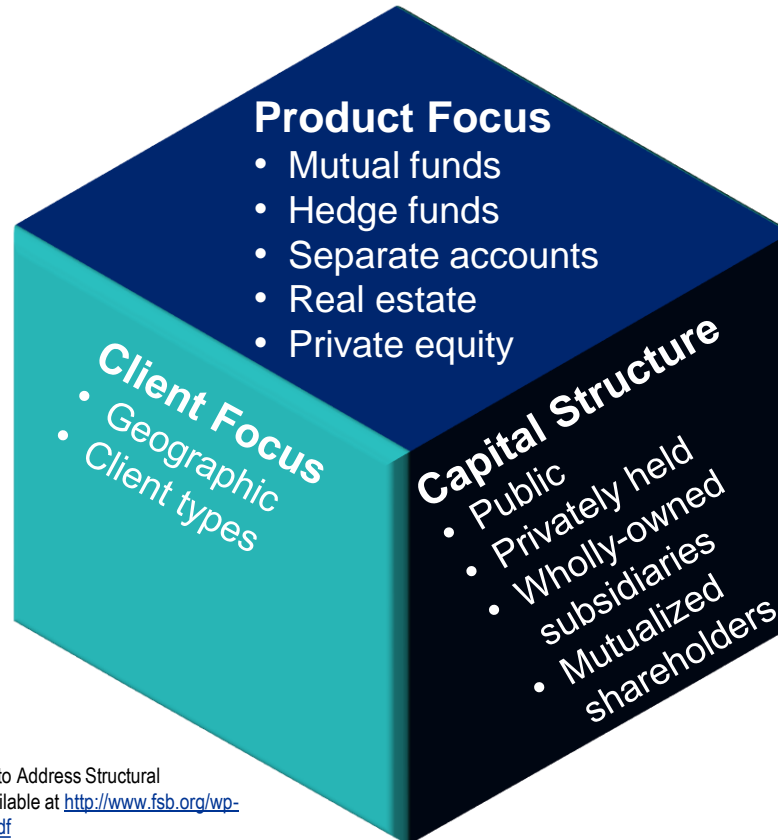 Product Focus
• Mutual funds
• Hedge funds
• Separate accounts
• Real estate
• Private equity
Client Focus
• Geographic
• Client types
Capital Structure
• Public
• Privately held
• Wholly-owned
subsidiaries
• Mutualized
shareholders
to Address Structural
ilable at http://www.fsb.org/wp-
df